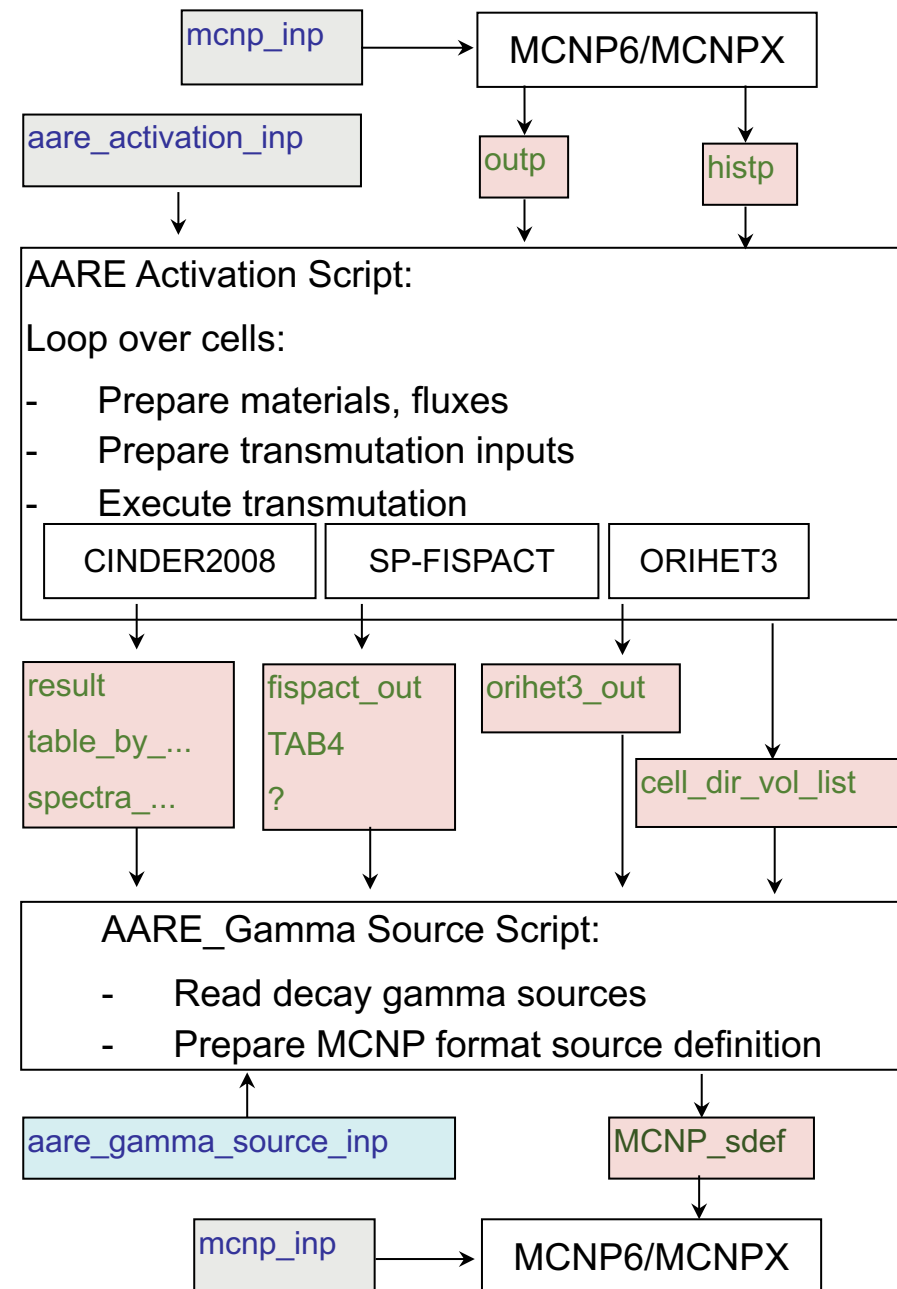 mcnp_inp
MCNP6/MCNPX
aare_activation_inp
outp
histp
AARE Activation Script:
Loop over cells:
- Prepare materials, fluxes
- Prepare transmutation inputs
- Execute transmutation
CINDER2008
SP-FISPACT
ORIHET3
result
table_by_...
spectra_...
fispact_out
TAB4
?
orihet3_out
cell_dir_vol_list
AARE_Gamma Source Script:
- Read decay gamma sources
- Prepare MCNP format source definition
aare_gamma_source_inp
MCNP_sdef
mcnp_inp
MCNP6/MCNPX